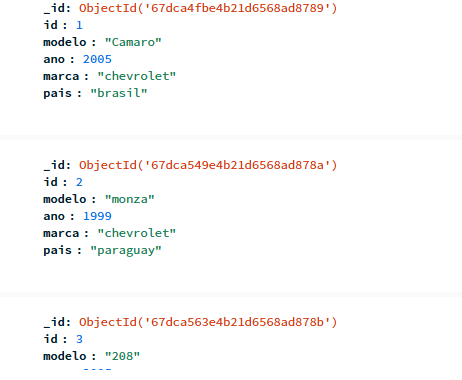 _id: ObjectId('67dca4fbe4b21d6568ad8789')
id : 1
modelo : "Camaro"
ano : 2005
marca : "chevrolet"
pais : "brasil"
_id: ObjectId('67dca549e4b21d6568ad878a')
id : 2
modelo : "monza"
ano : 1999
marca : "chevrolet"
pais : "paraguay"
_id: ObjectId('67dca563e4b21d6568ad878b')
id : 3
modelo : "208"